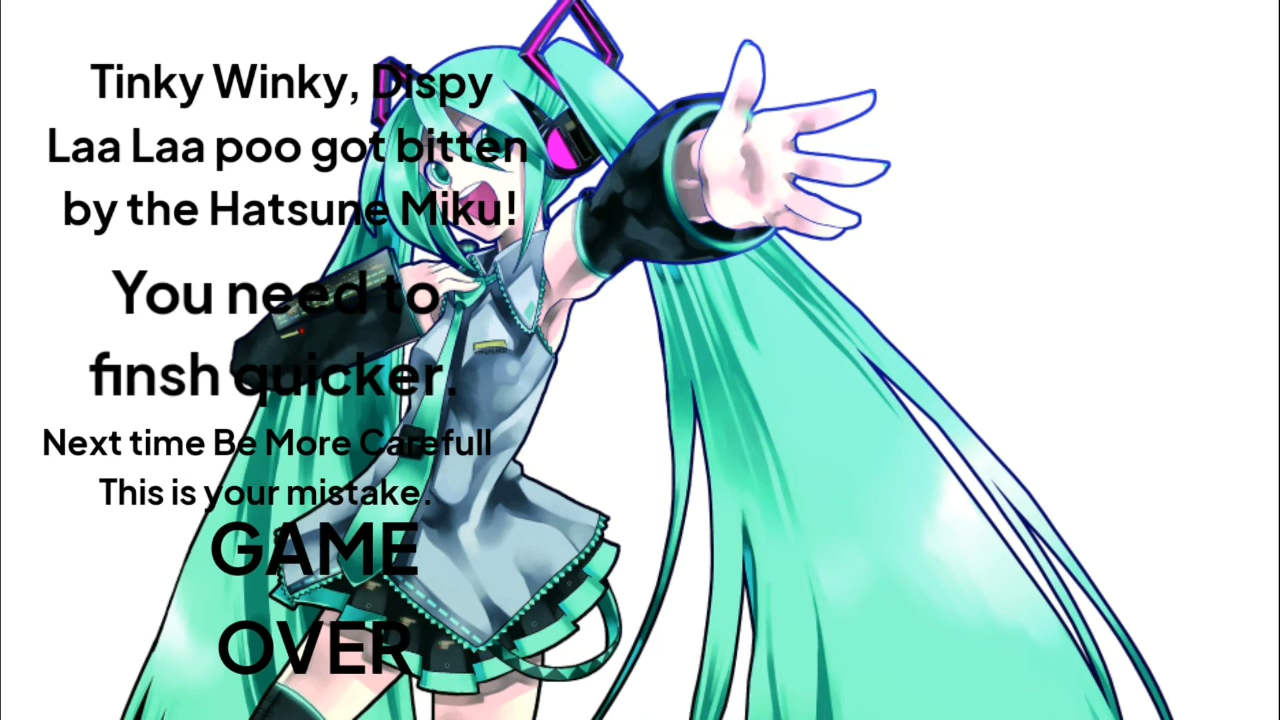 Tinky Winky, Dispy
Laa Laa poo got bitten
by the Hatsune Miku!
You need to
finsh quicker.
Next time Be More Carefull
This is your mistake.
GAME
OVER